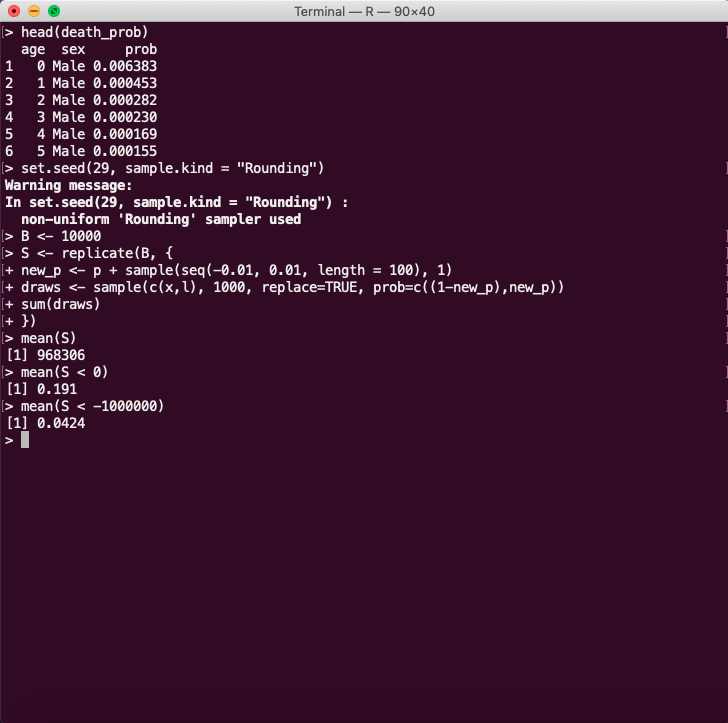 Terminal — R — 90×40
[> head(death_prob) ]
  age  sex     prob
1   0 Male 0.006383
2   1 Male 0.000453
3   2 Male 0.000282
4   3 Male 0.000230
5   4 Male 0.000169
6   5 Male 0.000155
[> set.seed(29, sample.kind = "Rounding") ]
Warning message:
In set.seed(29, sample.kind = "Rounding") :
  non-uniform 'Rounding' sampler used
[> B <- 10000 ]
[> S <- replicate(B, { ]
[+ new_p <- p + sample(seq(-0.01, 0.01, length = 100), 1) ]
[+ draws <- sample(c(x,l), 1000, replace=TRUE, prob=c((1-new_p),new_p)) ]
[+ sum(draws) ]
[+ }) ]
[> mean(S) ]
[1] 968306
[> mean(S < 0) ]
[1] 0.191
[> mean(S < -1000000) ]
[1] 0.0424
>